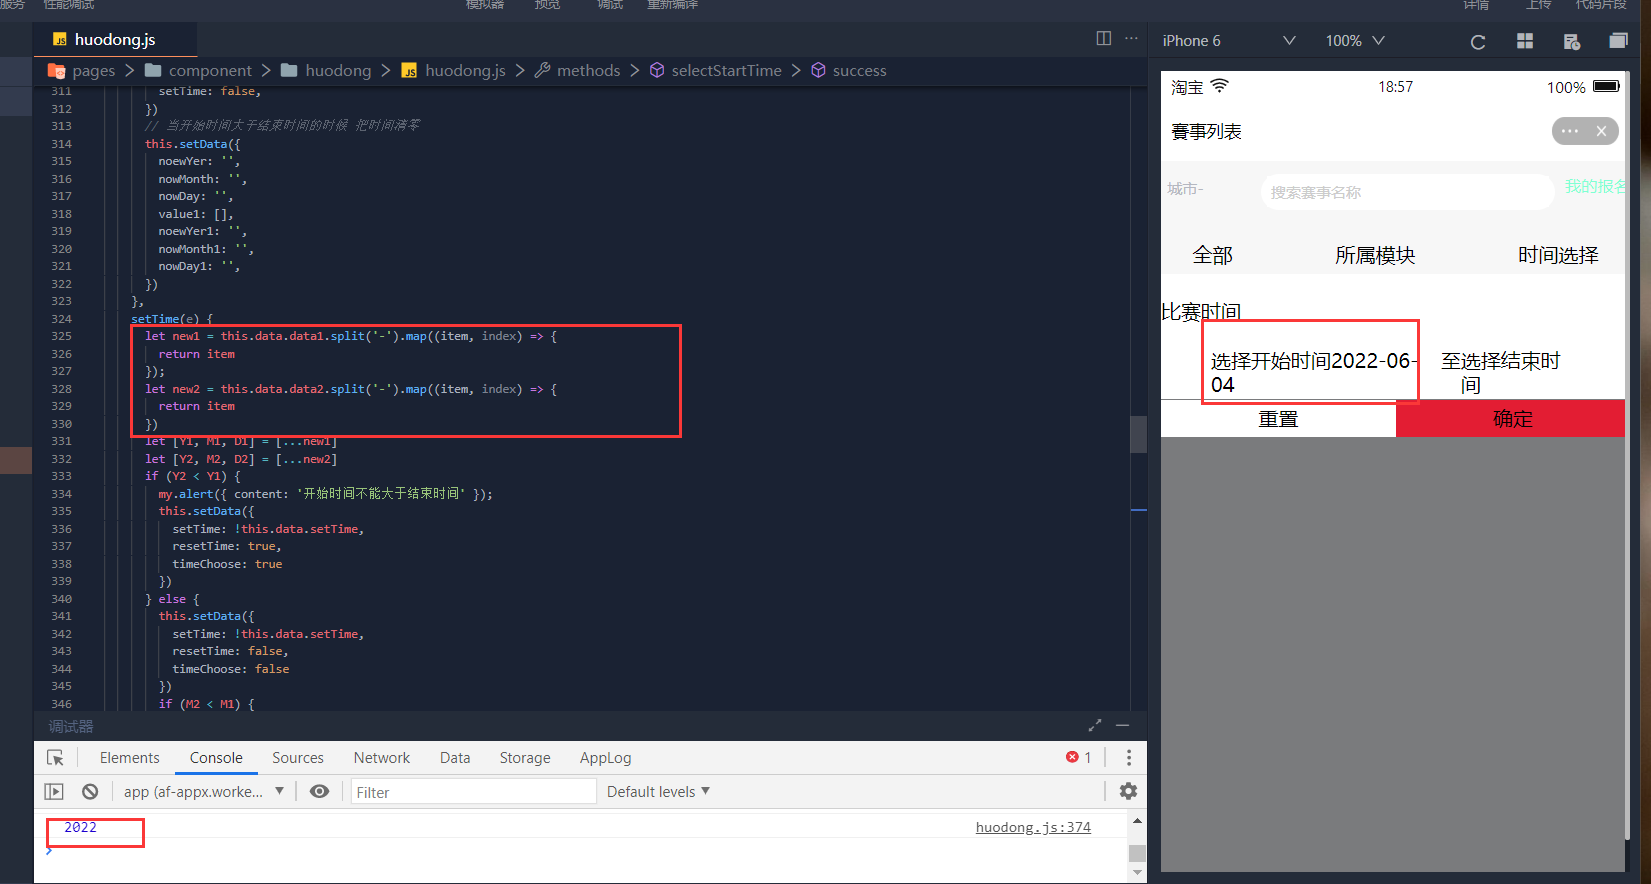 服务 性能调试 模拟器 预览 调试 重新编译 详情 上传 代码片段
JS huodong.js
pages > component > huodong > JS huodong.js > methods > selectStartTime > success
311 setTime: false,
312 })
313 // 当开始时间大于结束时间的时候 把时间清零
314 this.setData({
315 noewYer: '',
316 nowMonth: '',
317 nowDay: '',
318 value1: [],
319 noewYer1: '',
320 nowMonth1: '',
321 nowDay1: '',
322 })
323 },
324 setTime(e) {
325 let new1 = this.data.data1.split('-').map((item, index) => {
326 return item
327 });
328 let new2 = this.data.data2.split('-').map((item, index) => {
329 return item
330 })
331 let [Y1, M1, D1] = [...new1]
332 let [Y2, M2, D2] = [...new2]
333 if (Y2 < Y1) {
334 my.alert({ content: '开始时间不能大于结束时间' });
335 this.setData({
336 setTime: !this.data.setTime,
337 resetTime: true,
338 timeChoose: true
339 })
340 } else {
341 this.setData({
342 setTime: !this.data.setTime,
343 resetTime: false,
344 timeChoose: false
345 })
346 if (M2 < M1) {
调试器
Elements Console Sources Network Data Storage AppLog 1
app (af-appx.worke... Filter Default levels
2022 huodong.js:374
iPhone 6 100%
淘宝 18:57 100%
赛事列表
城市- 搜索赛事名称 我的报名
全部 所属模块 时间选择
比赛时间
选择开始时间2022-06-
04
至选择结束时
间
重置 确定